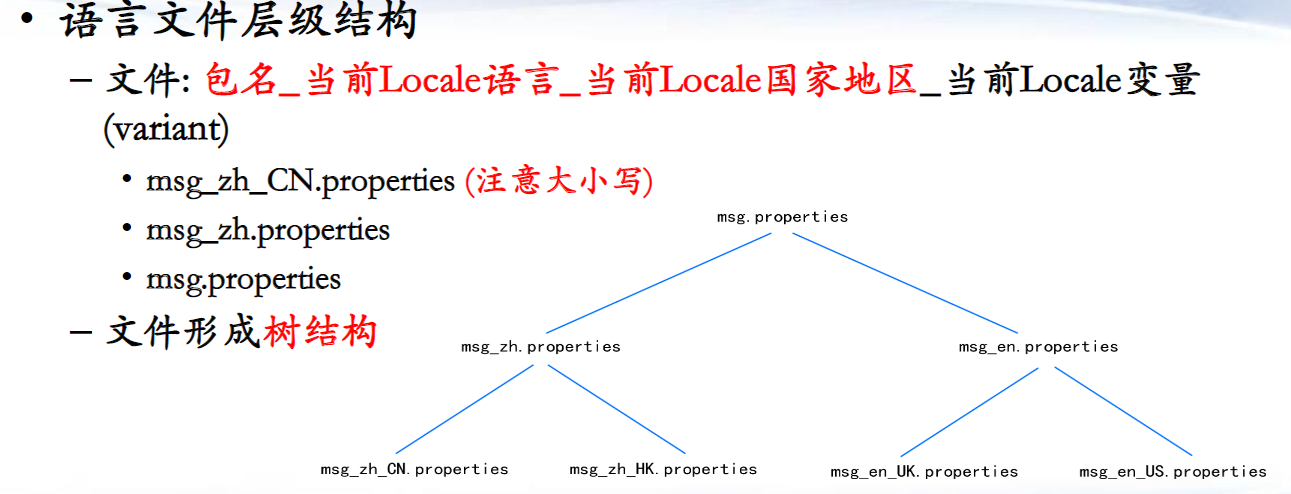 • 语言文件层级结构
– 文件: 包名_当前Locale语言_当前Locale国家地区_当前Locale变量
(variant)
• msg_zh_CN.properties (注意大小写)
• msg_zh.properties
• msg.properties
– 文件形成树结构
msg.properties
msg_zh.properties
msg_en.properties
msg_zh_CN.properties
msg_zh_HK.properties
msg_en_UK.properties
msg_en_US.properties